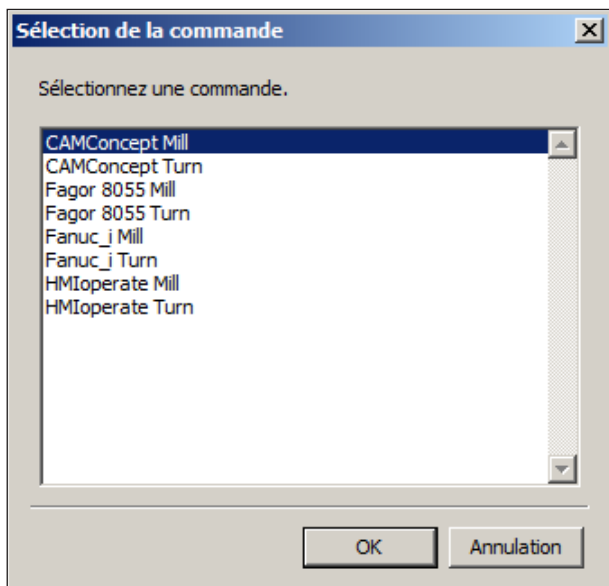 Sélection de la commande
Sélectionnez une commande.
CAMConcept Mill
CAMConcept Turn
Fagor 8055 Mill
Fagor 8055 Turn
Fanuc_i Mill
Fanuc_i Turn
HMIoperate Mill
HMIoperate Turn
OK
Annulation